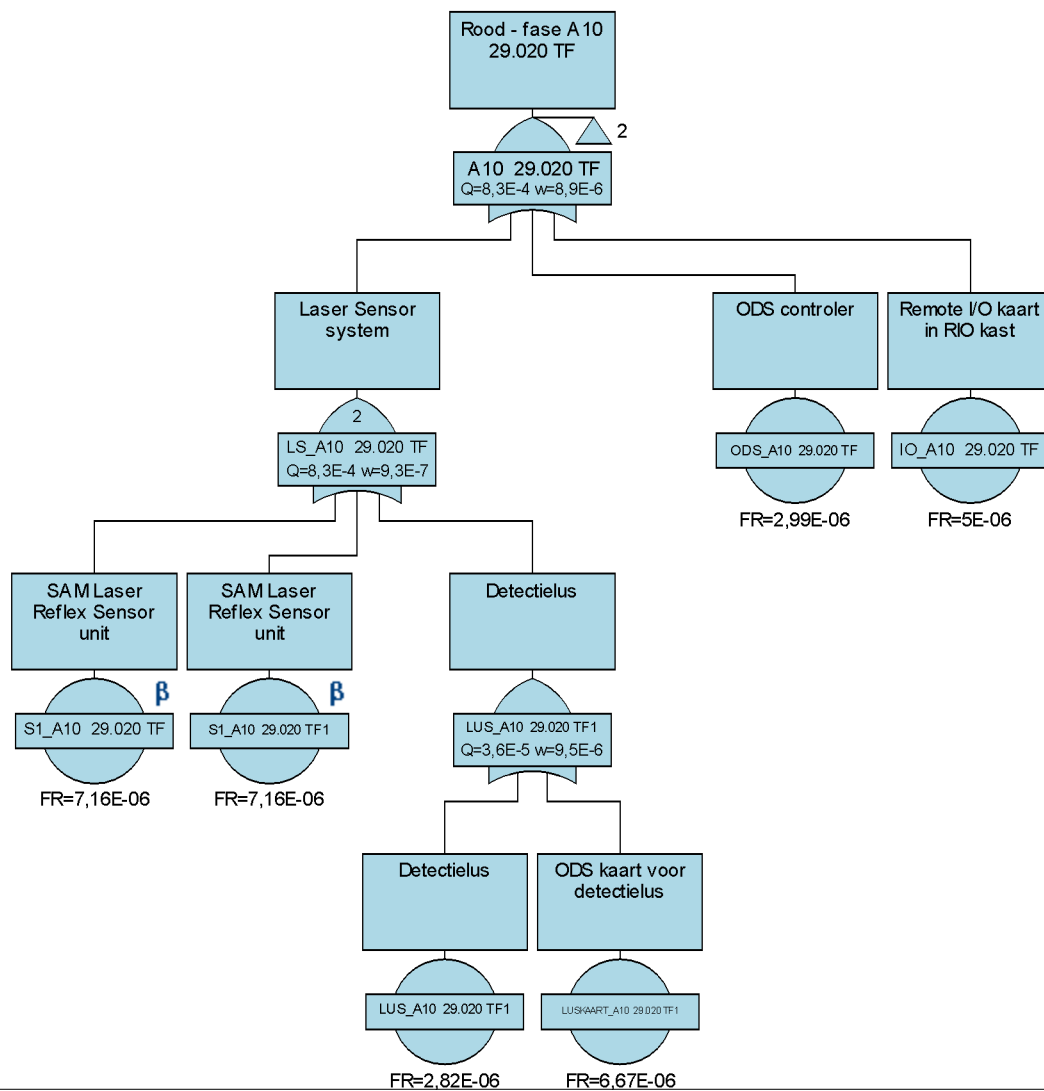 Rood - fase A10
29.020 TF
2
A10 29.020 TF
Q=8,3E-4 w=8,9E-6
Laser Sensor
system
ODS controler
Remote I/O kaart
in RIO kast
2
LS_A10 29.020 TF
Q=8,3E-4 w=9,3E-7
ODS_A10 29.020 TF
IO_A10 29.020 TF
FR=2,99E-06
FR=5E-06
SAM Laser
Reflex Sensor
unit
SAM Laser
Reflex Sensor
unit
Detectielus
β
β
S1_A10 29.020 TF
S1_A10 29.020 TF1
LUS_A10 29.020 TF1
Q=3,6E-5 w=9,5E-6
FR=7,16E-06
FR=7,16E-06
Detectielus
ODS kaart voor
detectielus
LUS_A10 29.020 TF1
LUSKAART_A10 29.020 TF1
FR=2,82E-06
FR=6,67E-06